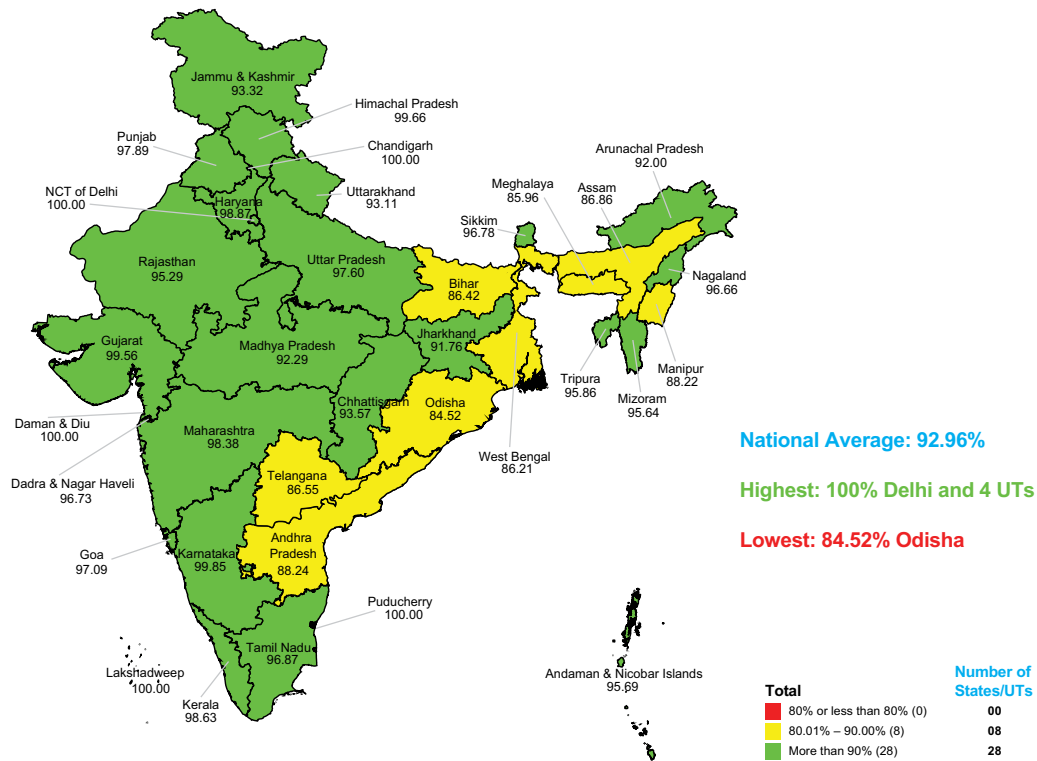 Jammu & Kashmir
93.32
Himachal Pradesh
99.66
Punjab
97.89
Chandigarh
100.00
Arunachal Pradesh
92.00
NCT of Delhi
100.00
Haryana
98.87
Uttarakhand
93.11
Meghalaya
85.96
Assam
86.86
Sikkim
96.78
Rajasthan
95.29
Uttar Pradesh
97.60
Bihar
86.42
Nagaland
96.66
Gujarat
99.56
Madhya Pradesh
92.29
Jharkhand
91.76
Tripura
95.86
Manipur
88.22
Mizoram
95.64
Daman & Diu
100.00
Chhattisgarh
93.57
Odisha
84.52
Maharashtra
98.38
West Bengal
86.21
National Average: 92.96%
Dadra & Nagar Haveli
96.73
Telangana
86.55
Highest: 100% Delhi and 4 UTs
Lowest: 84.52% Odisha
Goa
97.09
Karnataka
99.85
Andhra
Pradesh
88.24
Puducherry
100.00
Tamil Nadu
96.87
Lakshadweep
100.00
Kerala
98.63
Andaman & Nicobar Islands
95.69
Total
Number of
States/UTs
80% or less than 80% (0) 00
80.01% – 90.00% (8) 08
More than 90% (28) 28